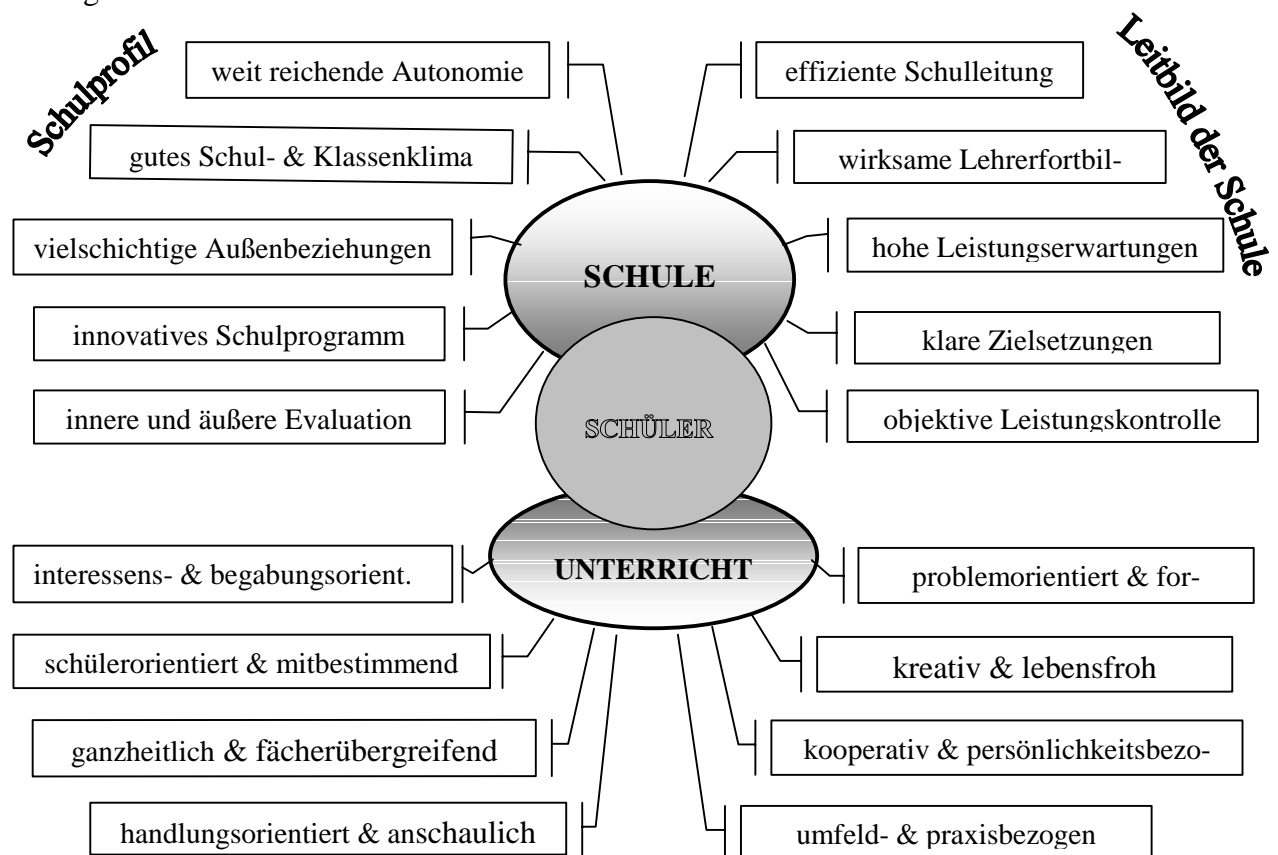 Schulprofil
Leitbild der Schule
weit reichende Autonomie
effiziente Schulleitung
gutes Schul- & Klassenklima
wirksame Lehrerfortbil-
vielschichtige Außenbeziehungen
hohe Leistungserwartungen
SCHULE
innovatives Schulprogramm
klare Zielsetzungen
innere und äußere Evaluation
objektive Leistungskontrolle
SCHÜLER
interessens- & begabungsorient.
UNTERRICHT
problemorientiert & for-
schülerorientiert & mitbestimmend
kreativ & lebensfroh
ganzheitlich & fächerübergreifend
kooperativ & persönlichkeitsbezo-
handlungsorientiert & anschaulich
umfeld- & praxisbezogen